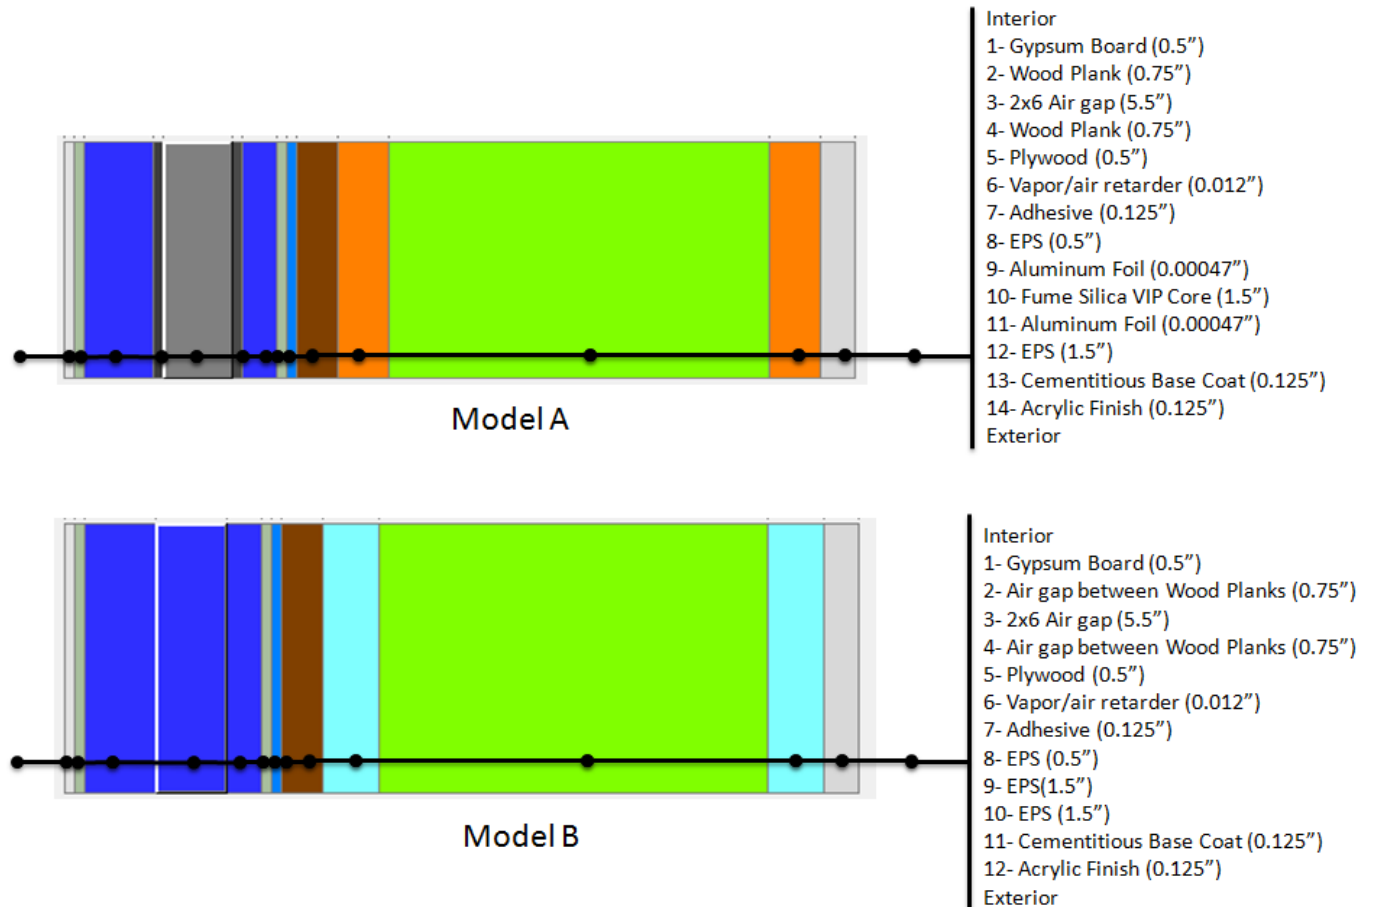 Interior
1- Gypsum Board (0.5”)
2- Wood Plank (0.75”)
3- 2x6 Air gap (5.5”)
4- Wood Plank (0.75”)
5- Plywood (0.5”)
6- Vapor/air retarder (0.012”)
7- Adhesive (0.125”)
8- EPS (0.5”)
9- Aluminum Foil (0.00047”)
10- Fume Silica VIP Core (1.5”)
11- Aluminum Foil (0.00047”)
12- EPS (1.5”)
13- Cementitious Base Coat (0.125”)
14- Acrylic Finish (0.125”)
Exterior
Model A
Interior
1- Gypsum Board (0.5”)
2- Air gap between Wood Planks (0.75”)
3- 2x6 Air gap (5.5”)
4- Air gap between Wood Planks (0.75”)
5- Plywood (0.5”)
6- Vapor/air retarder (0.012”)
7- Adhesive (0.125”)
8- EPS (0.5”)
9- EPS(1.5”)
10- EPS (1.5”)
11- Cementitious Base Coat (0.125”)
12- Acrylic Finish (0.125”)
Exterior
Model B